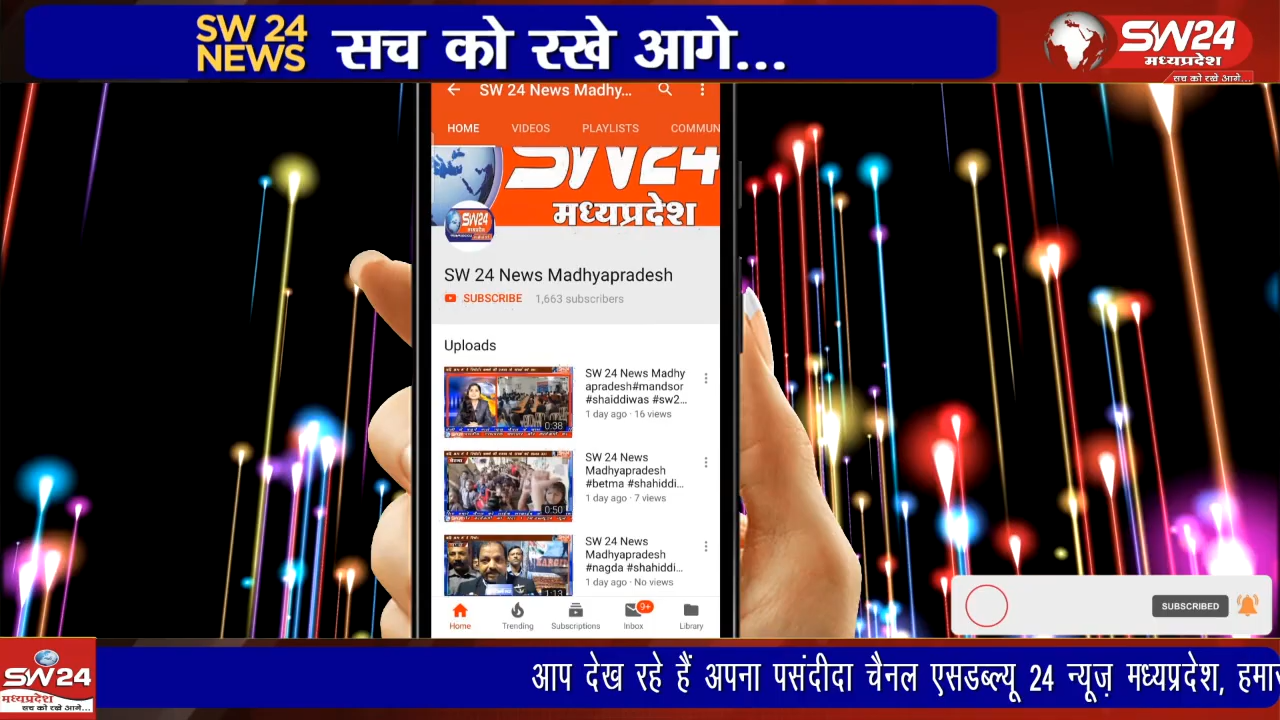 SW 24
NEWS
सच को रखे आगे...
SW24
मध्यप्रदेश
सच को रखे आगे...
SW 24 News Madhy...
HOME VIDEOS PLAYLISTS COMMUN
SW24
मध्यप्रदेश
SW24
SW 24 News Madhyapradesh
SUBSCRIBE 1,663 subscribers
Uploads
SW 24 News Madhy
apradesh#mandsor
#shaiddiwas #sw2...
1 day ago · 16 views
0:38
SW 24 News
Madhyapradesh
#betma #shahiddi...
1 day ago · 7 views
0:50
SW 24 News
Madhyapradesh
#nagda #shahiddi...
1 day ago · No views
1:13
9+
Home Trending Subscriptions Inbox Library
SUBSCRIBED
SW24
मध्यप्रदेश
सच को रखे आगे...
आप देख रहे हैं अपना पसंदीदा चैनल एसडब्ल्यू 24 न्यूज़ मध्यप्रदेश, हमार